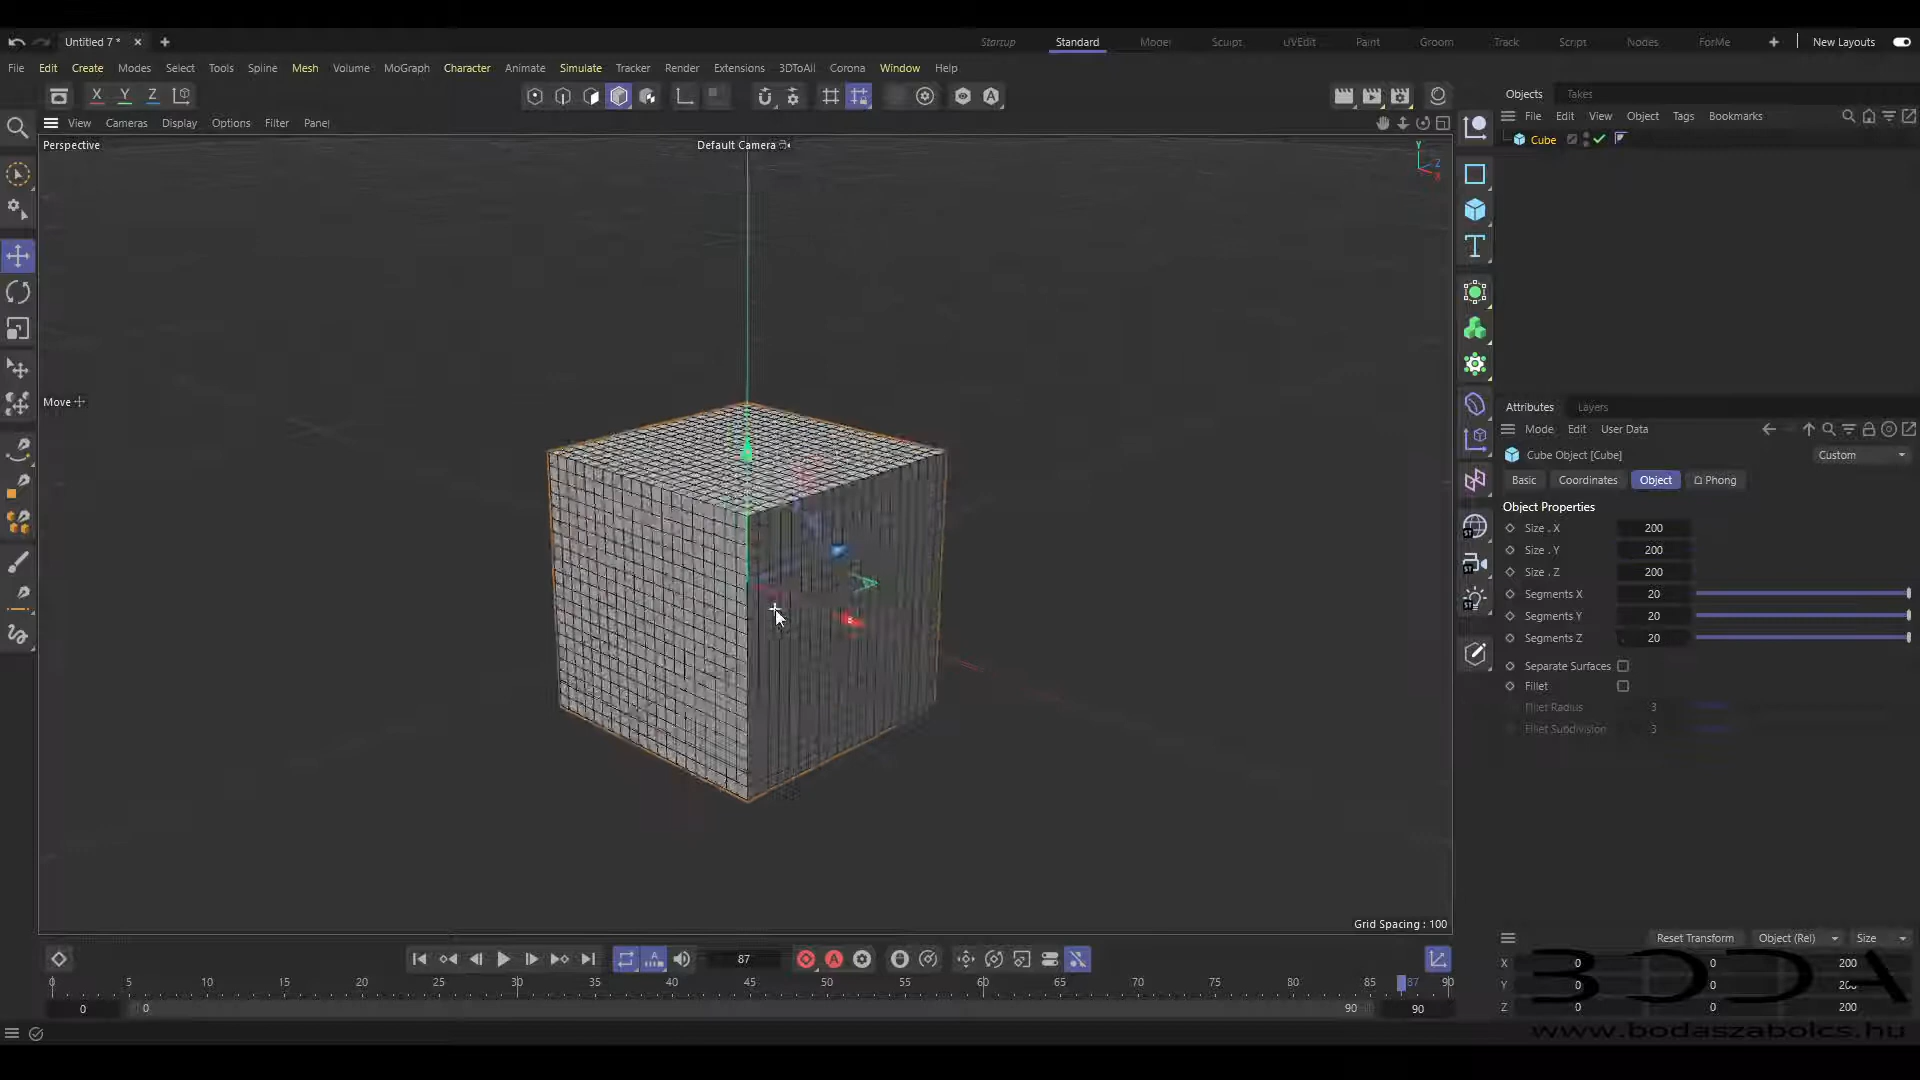 Untitled 7 *
Startup Standard Model Sculpt UVEdit Paint Groom Track Script Nodes ForMe New Layouts
File Edit Create Modes Select Tools Spline Mesh Volume MoGraph Character Animate Simulate Tracker Render Extensions 3DToAll Corona Window Help
X Y Z
View Cameras Display Options Filter Panel
Perspective
Default Camera
Y
Z
X
Move
Grid Spacing : 100
Objects Takes
File Edit View Object Tags Bookmarks
Cube
Attributes Layers
Mode Edit User Data
Cube Object [Cube]
Custom
Basic Coordinates Object Phong
Object Properties
Size . X 200
Size . Y 200
Size . Z 200
Segments X 20
Segments Y 20
Segments Z 20
Separate Surfaces
Fillet
Fillet Radius 3
Fillet Subdivision 3
87
0 5 10 15 20 25 30 35 40 45 50 55 60 65 70 75 80 85 87 90
0 0 90 90
Reset Transform Object (Rel) Size
X 0 0 200
Y 0 0 200
Z 0 0 200
BODA
www.bodaszabolcs.hu